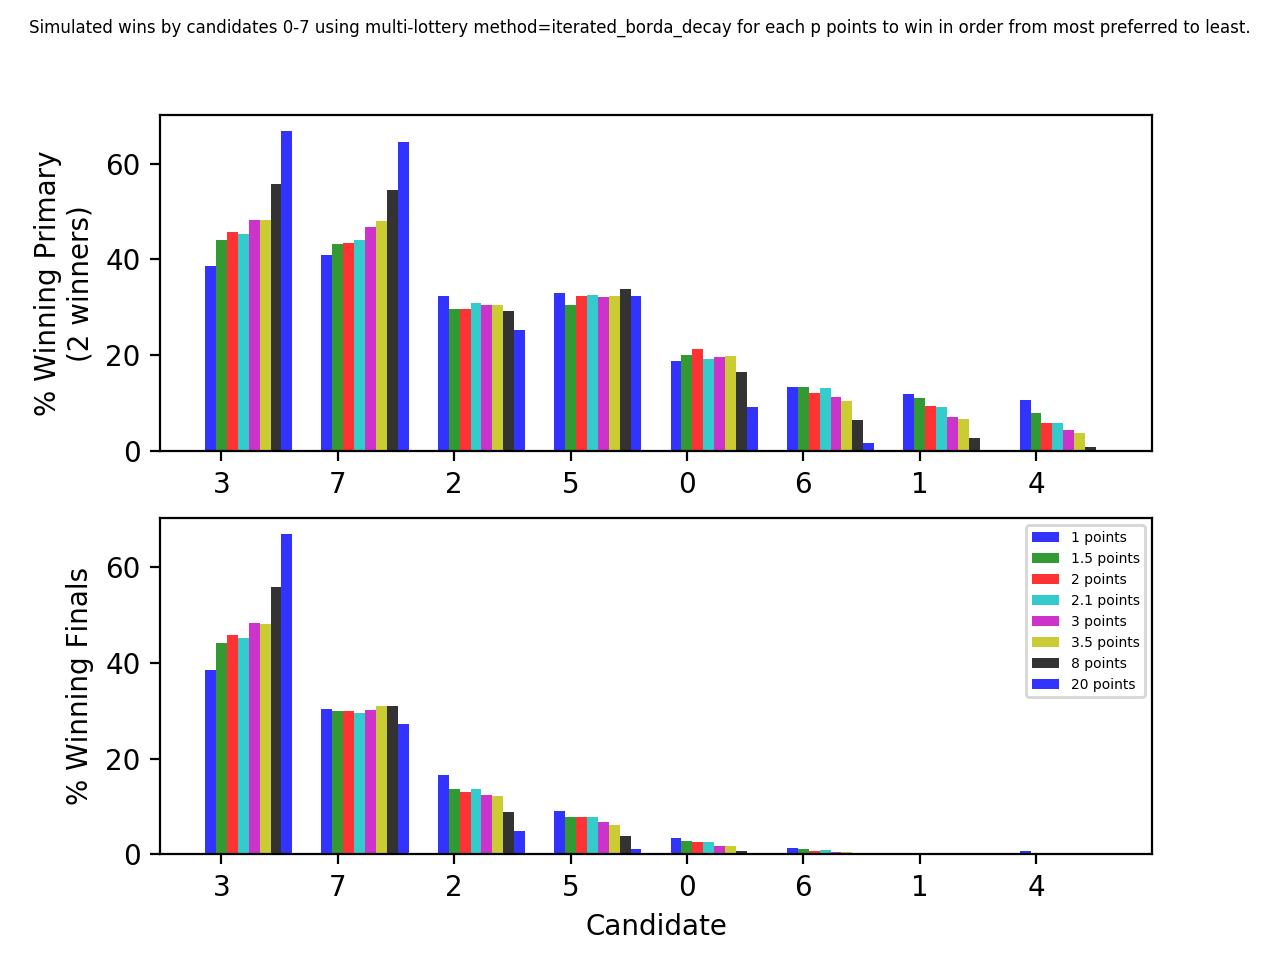 Simulated wins by candidates 0-7 using multi-lottery method=iterated_borda_decay for each p points to win in order from most preferred to least.
% Winning Primary
(2 winners)
60
40
20
0
3 7 2 5 0 6 1 4
% Winning Finals
60
40
20
0
1 points
1.5 points
2 points
2.1 points
3 points
3.5 points
8 points
20 points
3 7 2 5 0 6 1 4
Candidate